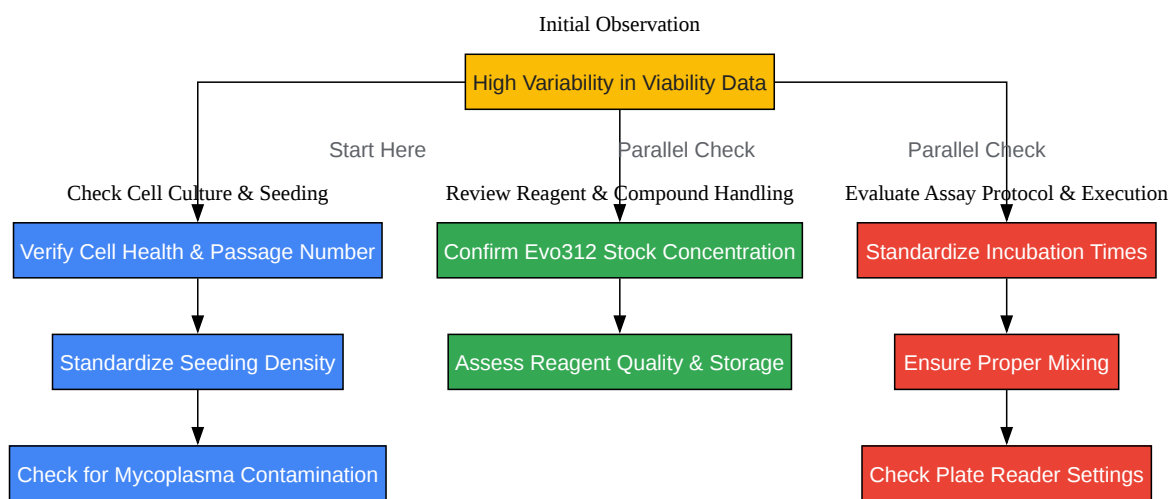 Initial Observation
High Variability in Viability Data
Start Here
Parallel Check
Parallel Check
Check Cell Culture & Seeding
Review Reagent & Compound Handling
Evaluate Assay Protocol & Execution
Verify Cell Health & Passage Number
Confirm Evo312 Stock Concentration
Standardize Incubation Times
Standardize Seeding Density
Assess Reagent Quality & Storage
Ensure Proper Mixing
Check for Mycoplasma Contamination
Check Plate Reader Settings